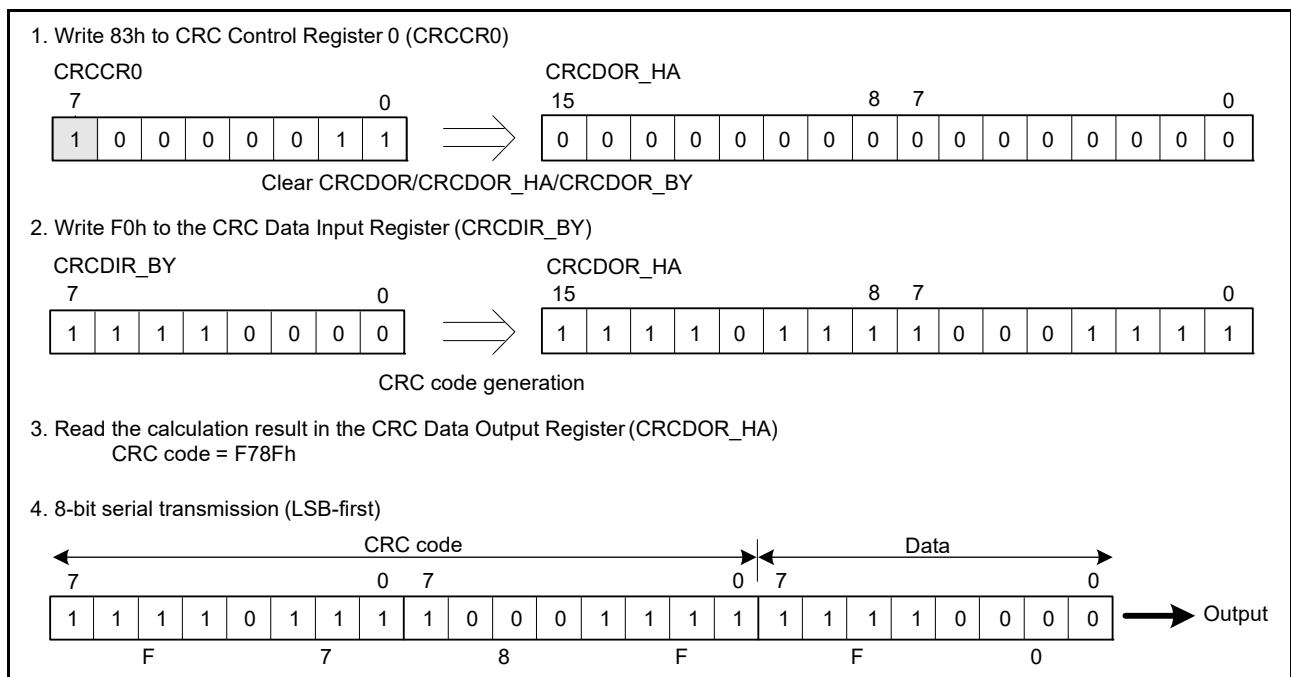 1. Write 83h to CRC Control Register 0 (CRCCR0)
CRCCR0 CRCDOR_HA
7 0 15 8 7 0
1 0 0 0 0 0 1 1 0 0 0 0 0 0 0 0 0 0 0 0 0 0 0 0
Clear CRCDOR/CRCDOR_HA/CRCDOR_BY
2. Write F0h to the CRC Data Input Register (CRCDIR_BY)
CRCDIR_BY CRCDOR_HA
7 0 15 8 7 0
1 1 1 1 0 0 0 0 1 1 1 1 0 1 1 1 1 0 0 0 1 1 1 1
CRC code generation
3. Read the calculation result in the CRC Data Output Register (CRCDOR_HA)
CRC code = F78Fh
4. 8-bit serial transmission (LSB-first)
CRC code Data
7 0 7 0 7 0
1 1 1 1 0 1 1 1 1 0 0 0 1 1 1 1 1 1 1 1 0 0 0 0 Output
F 7 8 F F 0